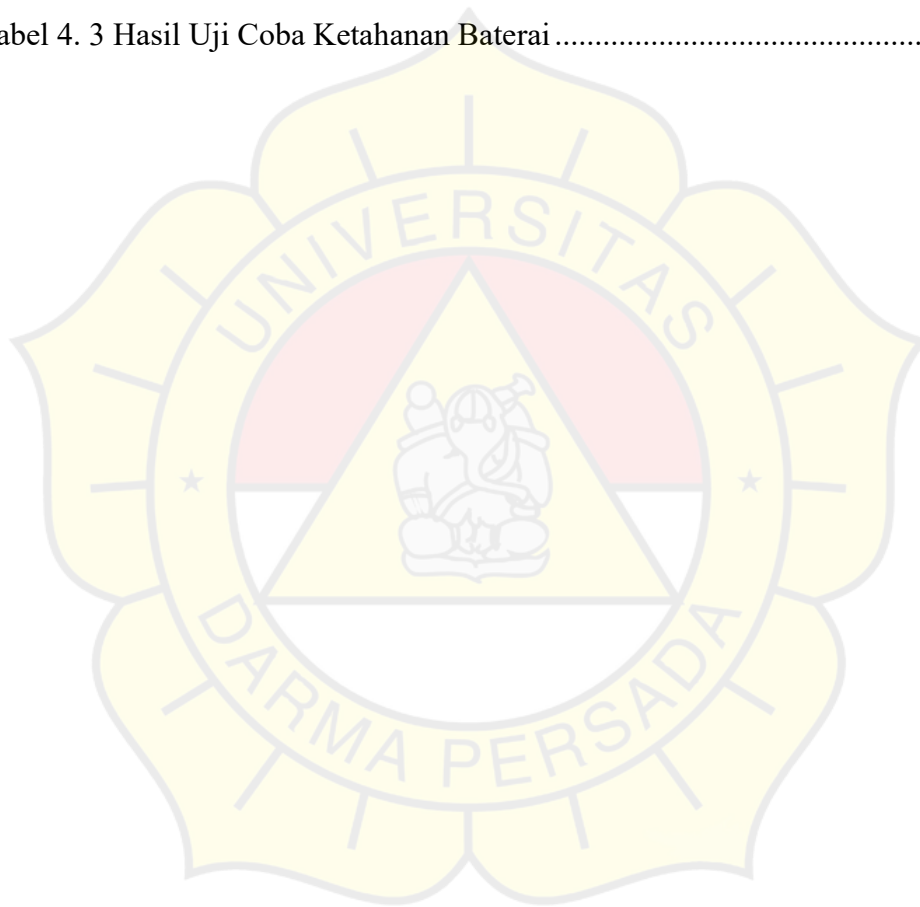 abel 4. 3 Hasil Uji Coba Ketahanan Baterai........................................
UNIVERSITAS
DARMA PERSADA